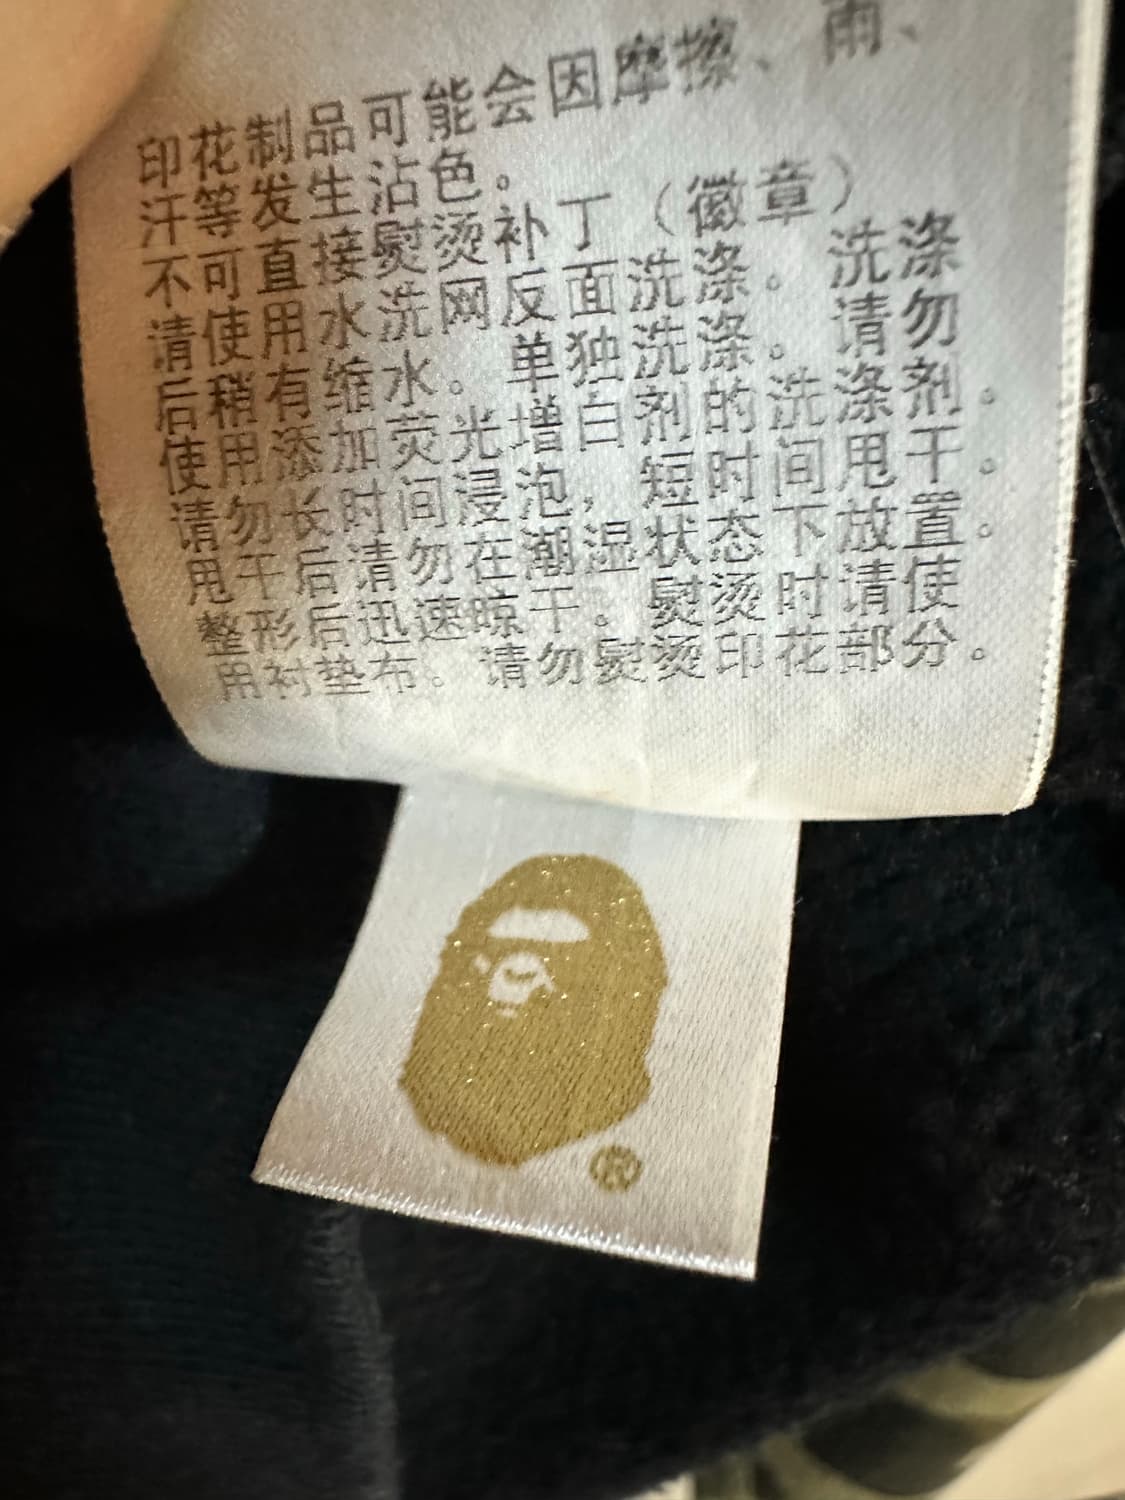 印花制品可能会因摩擦、雨、
汗等发生沾色。
不可直接熨烫补丁（徽章）
请使用水洗网反面洗涤。洗涤
后稍有缩水。单独洗涤。请勿
使用添加荧光增白剂的洗涤剂。
请勿长时间浸泡，短时间甩干。
甩干后请勿在潮湿状态下放置。
整形后迅速晾干。熨烫时请使
用衬垫布。请勿熨烫印花部分。
®